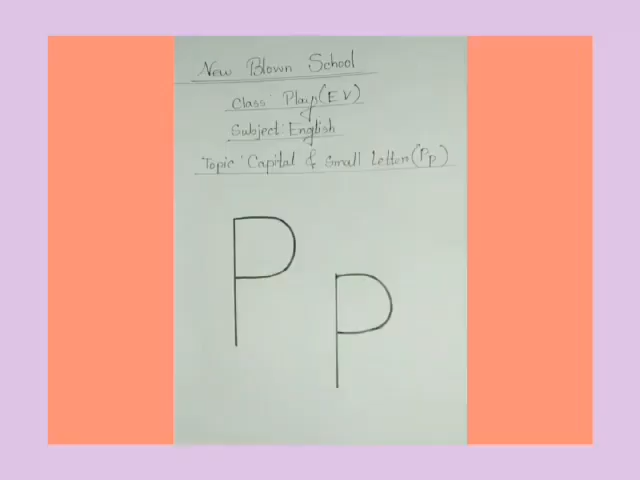 New Blown School
Class: Play(EV)
Subject: English
Topic: Capital & Small Letter(Pp)
P p